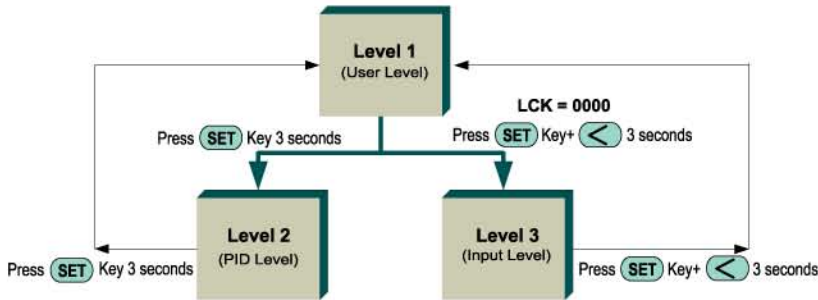 Level 1
(User Level)
LCK = 0000
Press SET Key 3 seconds
Press SET Key+ < 3 seconds
Level 2
(PID Level)
Level 3
(Input Level)
Press SET Key 3 seconds
Press SET Key+ < 3 seconds